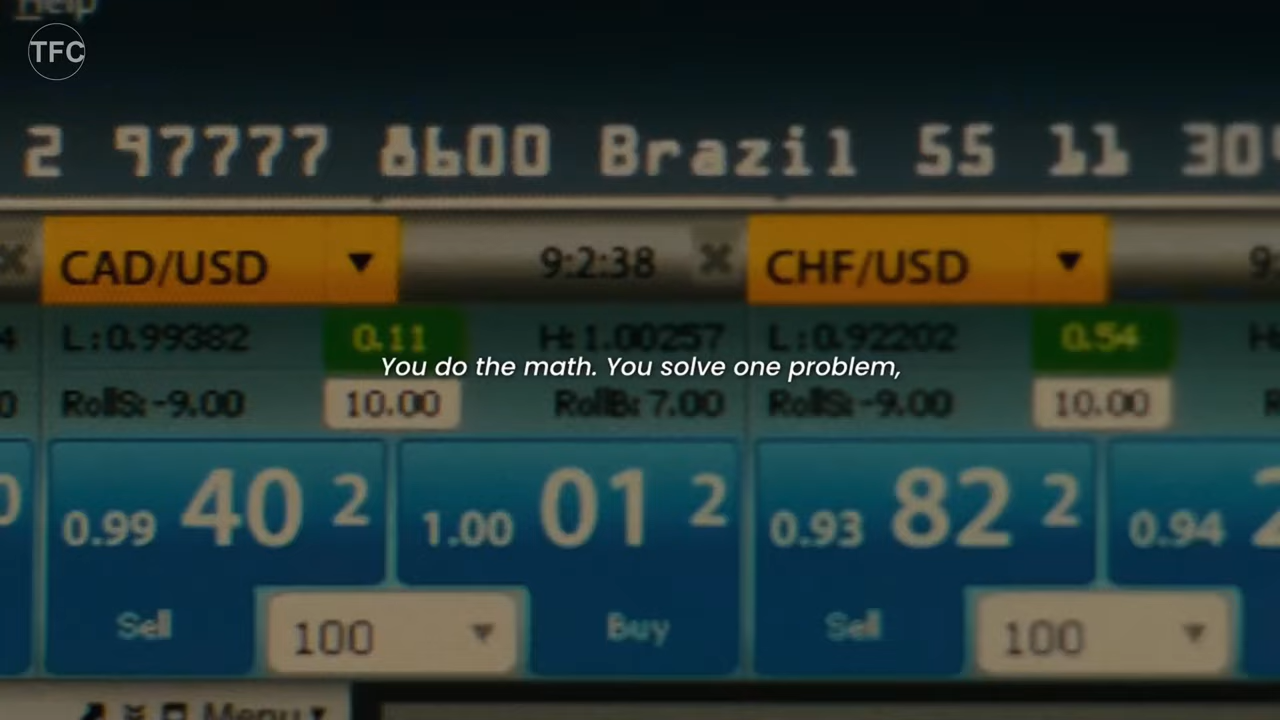 Help
TFC
2 97777 8600 Brazil 55 11 30
CAD/USD 9:2:38 CHF/USD 9:
L:0.99382 0.11 H:1.00257 L:0.92202 0.54 H:
You do the math. You solve one problem,
RollS:-9.00 10.00 RollB:7.00 RollS:-9.00 10.00
0.99 40 2 1.00 01 2 0.93 82 2 0.94
Sell 100 Buy Sell 100
Menu